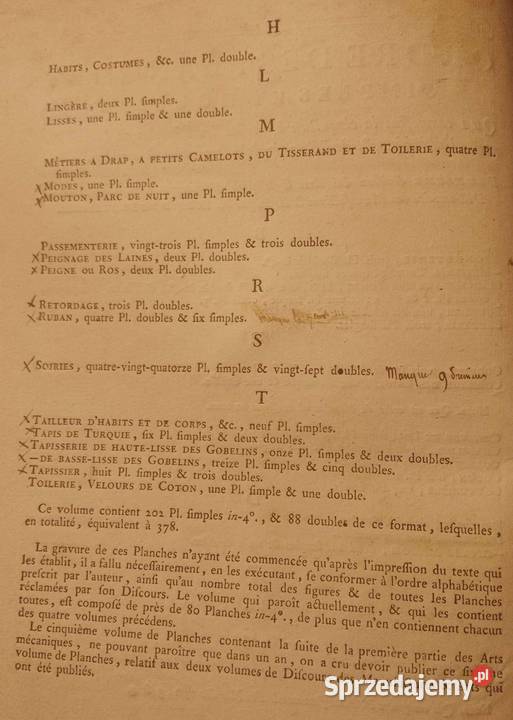 H
HABITS, COSTUMES, &c. une Pl. double.
L
LINGÈRE, deux Pl. ſimples.
LISSES, une Pl. ſimple & une double.
M
MÉTIERS A DRAP, A PETITS CAMELOTS, DU TISSERAND ET DE TOILERIE, quatre Pl.
ſimples.
MODES, une Pl. ſimple.
MOUTON, PARC DE NUIT, une Pl. ſimple.
P
PASSEMENTERIE, vingt-trois Pl. ſimples & trois doubles.
PEIGNAGE DES LAINES, deux Pl. doubles.
PEIGNE OU ROS, deux Pl. doubles.
R
RETORDAGE, trois Pl. doubles.
RUBAN, quatre Pl. doubles & ſix ſimples.
S
SOIRIES, quatre-vingt-quatorze Pl. ſimples & vingt-ſept doubles. Manque 9
T
TAILLEUR D'HABITS ET DE CORPS, &c., neuf Pl. ſimples.
TAPIS DE TURQUIE, ſix Pl. ſimples & deux doubles.
TAPISSERIE DE HAUTE-LISSE DES GOBELINS, onze Pl. ſimples & deux doubles.
— DE BASSE-LISSE DES GOBELINS, treize Pl. ſimples & cinq doubles.
TAPISSIER, huit Pl. ſimples & trois doubles.
TOILERIE, VELOURS DE COTON, une Pl. ſimple & une double.
Ce volume contient 202 Pl. ſimples in-4°., & 88 doubles de ce format, leſquelles,
en totalité, équivalent à 378.
La gravure de ces Planches n'ayant été commencée qu'après l'impreſſion du texte qui
les établit, il a fallu néceſſairement, en les exécutant, ſe conformer à l'ordre alphabétique
preſcrit par l'auteur, ainſi qu'au nombre total des figures & de toutes les Planches
réclamées par ſon Diſcours. Le volume qui paroît actuellement, & qui les contient
toutes, eſt compoſé de près de 80 Planches in-4°., de plus que n'en contiennent chacun
des quatre volumes précédens.
Le cinquième volume de Planches contenant la ſuite de la première partie des Arts
mécaniques, ne pouvant paroître que dans un an, on a cru devoir publier ce ſixième
volume de Planches, relatif aux deux volumes de Diſcours des qui
ont été publiés.
Sprzedajemy.pl